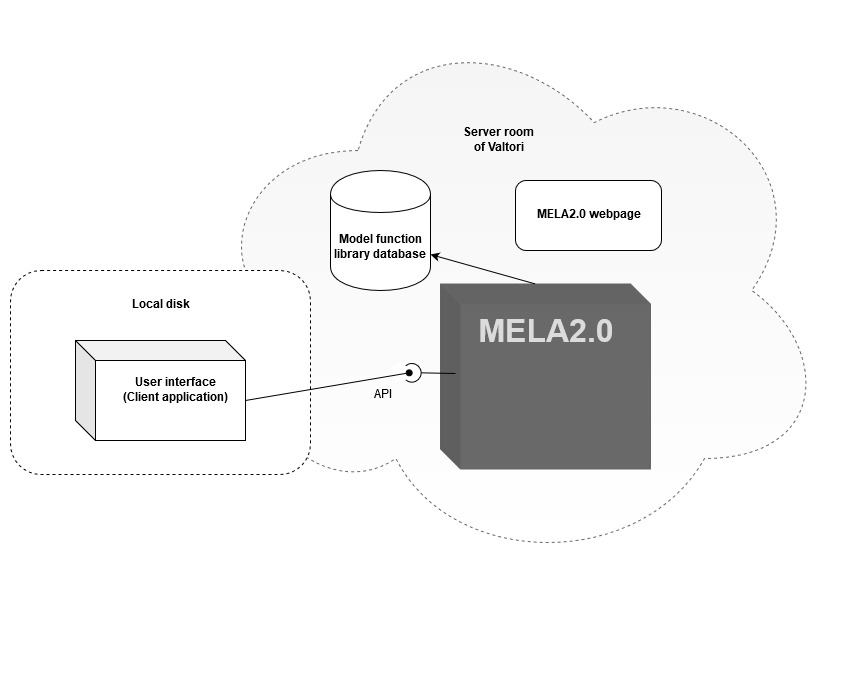 Server room
of Valtori
MELA2.0 webpage
Model function
library database
Local disk
MELA2.0
User interface
(Client application)
API